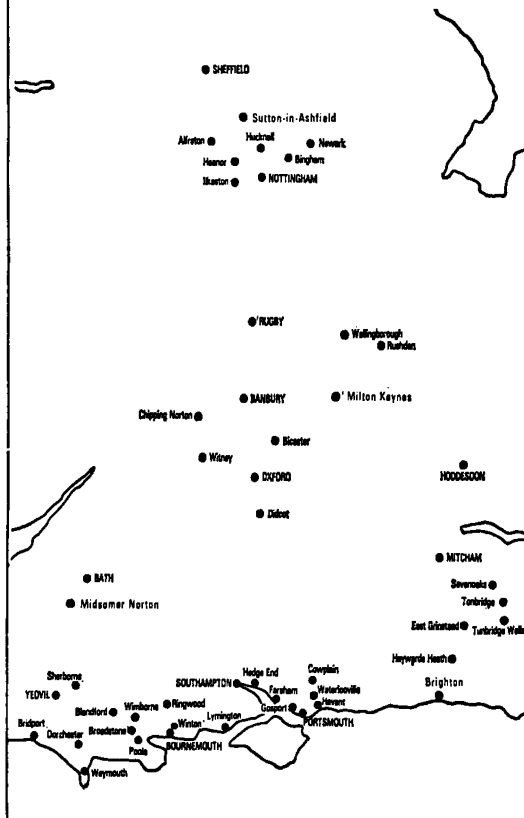 SHEFFIELD
Sutton-in-Ashfield
Alfreton
Hucknall
Newark
Heanor
Bingham
Ilkeston
NOTTINGHAM
RUGBY
Wellingborough
Rushden
BANBURY
Milton Keynes
Chipping Norton
Bicester
Witney
OXFORD
HODDESDON
Didcot
MITCHAM
BATH
Sevenoaks
Midsomer Norton
Tonbridge
East Grinstead
Tunbridge Wells
Haywards Heath
Sherborne
SOUTHAMPTON
Hedge End
Cowplain
YEOVIL
Fareham
Waterlooville
Brighton
Ringwood
Havant
Blandford
Wimborne
Gosport
PORTSMOUTH
Bridport
Broadstone
Winton
Lymington
Dorchester
Poole
BOURNEMOUTH
Weymouth